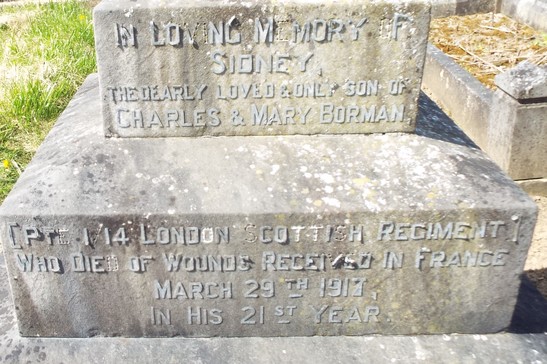 IN LOVING MEMORY OF
SIDNEY,
THE DEARLY LOVED & ONLY SON OF
CHARLES & MARY BORMAN.
[PTE 1/14 LONDON SCOTTISH REGIMENT]
WHO DIED OF WOUNDS RECEIVED IN FRANCE
MARCH 29TH 1917,
IN HIS 21ST YEAR.